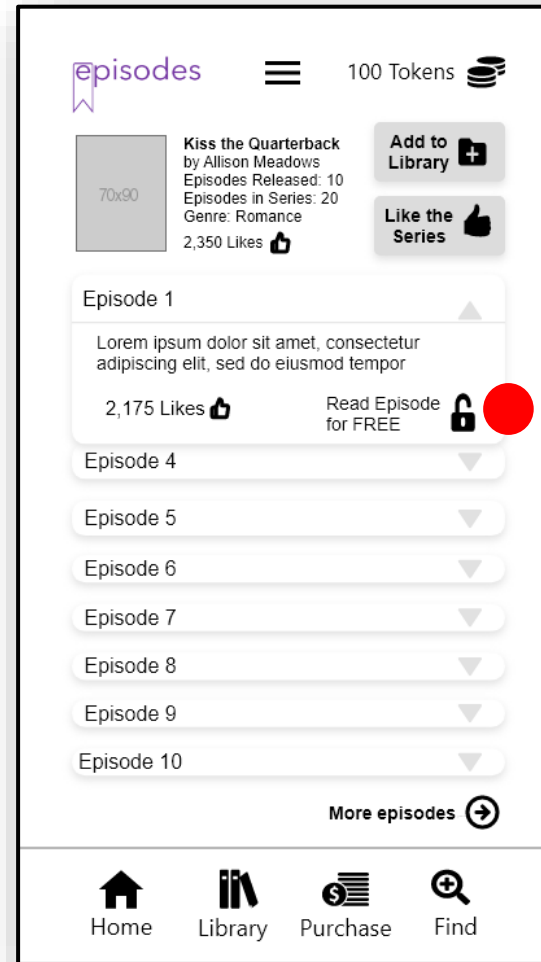 episodes
100 Tokens
70x90
Kiss the Quarterback
by Allison Meadows
Episodes Released: 10
Episodes in Series: 20
Genre: Romance
2,350 Likes
Add to
Library
Like the
Series
Episode 1
Lorem ipsum dolor sit amet, consectetur
adipiscing elit, sed do eiusmod tempor
2,175 Likes
Read Episode
for FREE
Episode 4
Episode 5
Episode 6
Episode 7
Episode 8
Episode 9
Episode 10
More episodes
Home
Library
Purchase
Find